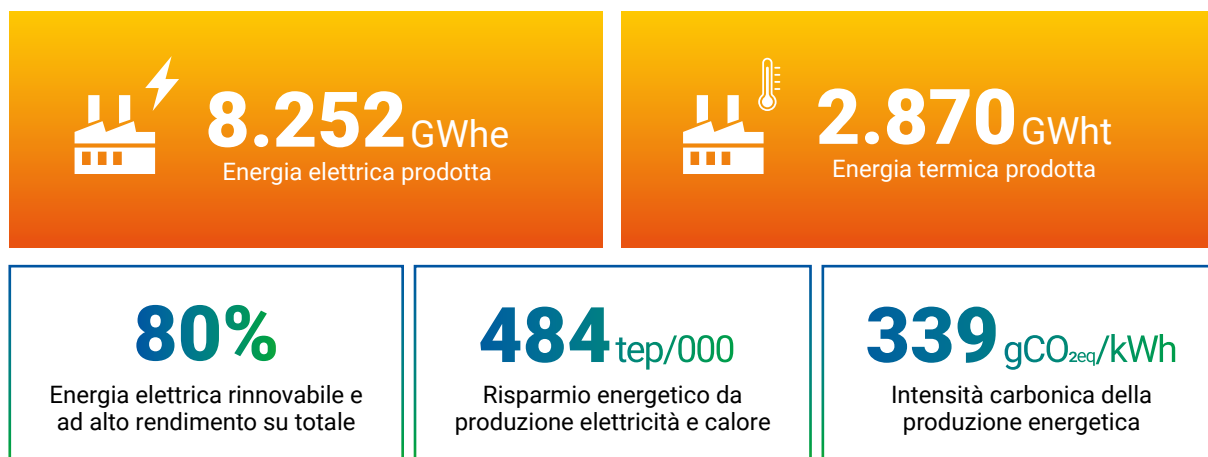 8.252 GWhe
Energia elettrica prodotta
2.870 GWht
Energia termica prodotta
80%
Energia elettrica rinnovabile e
ad alto rendimento su totale
484 tep/000
Risparmio energetico da
produzione elettricità e calore
339 gCO₂eq/kWh
Intensità carbonica della
produzione energetica